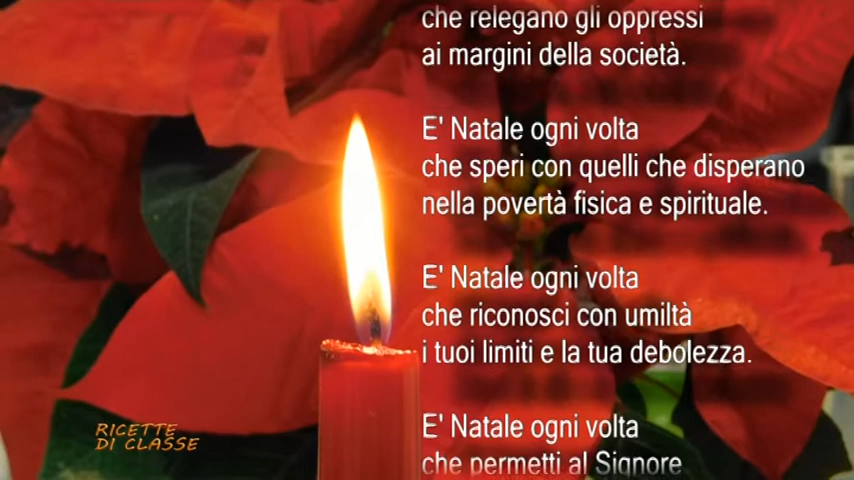 che relegano gli oppressi
ai margini della società.
E' Natale ogni volta
che speri con quelli che disperano
nella povertà fisica e spirituale.
E' Natale ogni volta
che riconosci con umiltà
i tuoi limiti e la tua debolezza.
E' Natale ogni volta
che permetti al Signore
RICETTE
DI CLASSE